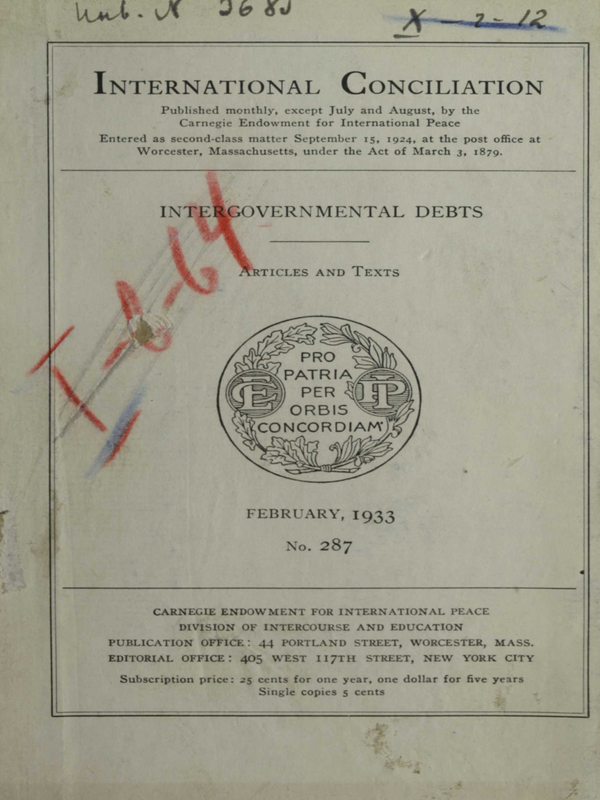 X-2-12
INTERNATIONAL CONCILIATION
Published monthly, except July and August, by the
Carnegie Endowment for International Peace
Entered as second-class matter September 15, 1924, at the post office at
Worcester, Massachusetts, under the Act of March 3, 1879.
INTERGOVERNMENTAL DEBTS
ARTICLES AND TEXTS
I-6-64
PRO
PATRIA
PER
ORBIS
CONCORDIAM
CE IP
FEBRUARY, 1933
No. 287
CARNEGIE ENDOWMENT FOR INTERNATIONAL PEACE
DIVISION OF INTERCOURSE AND EDUCATION
PUBLICATION OFFICE: 44 PORTLAND STREET, WORCESTER, MASS.
EDITORIAL OFFICE: 405 WEST 117TH STREET, NEW YORK CITY
Subscription price: 25 cents for one year, one dollar for five years
Single copies 5 cents